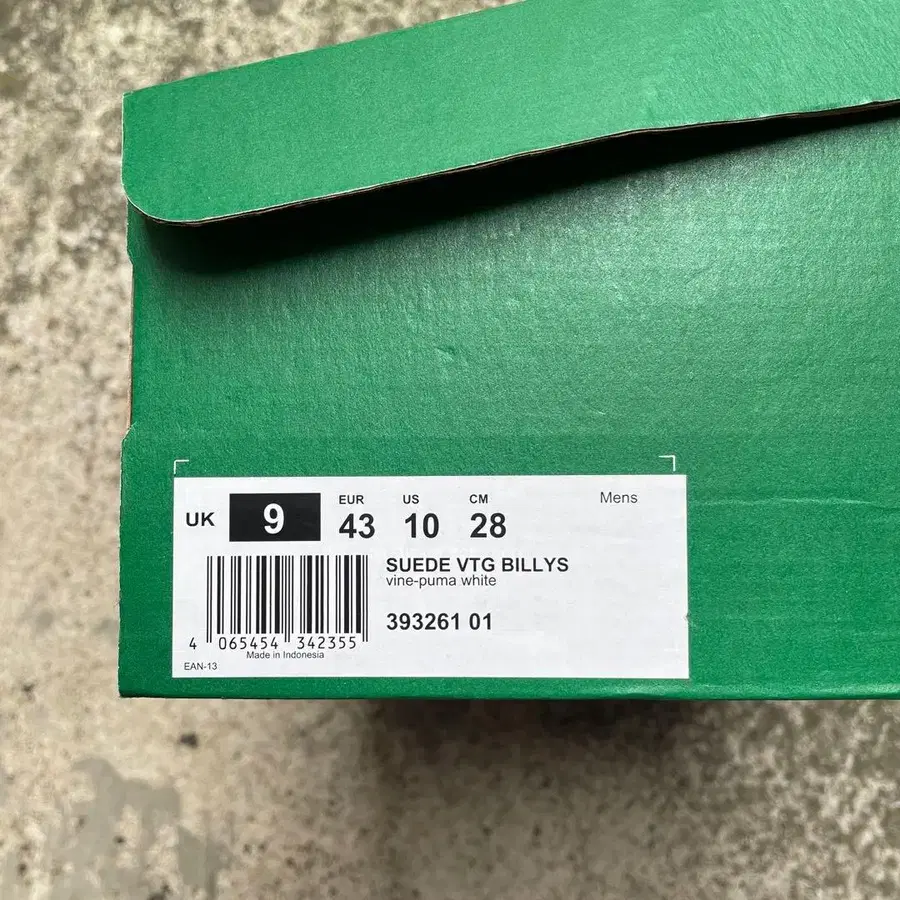 UK 9 EUR 43 US 10 CM 28 Mens
SUEDE VTG BILLYS
vine-puma white
393261 01
4 065454 342355
Made in Indonesia
EAN-13